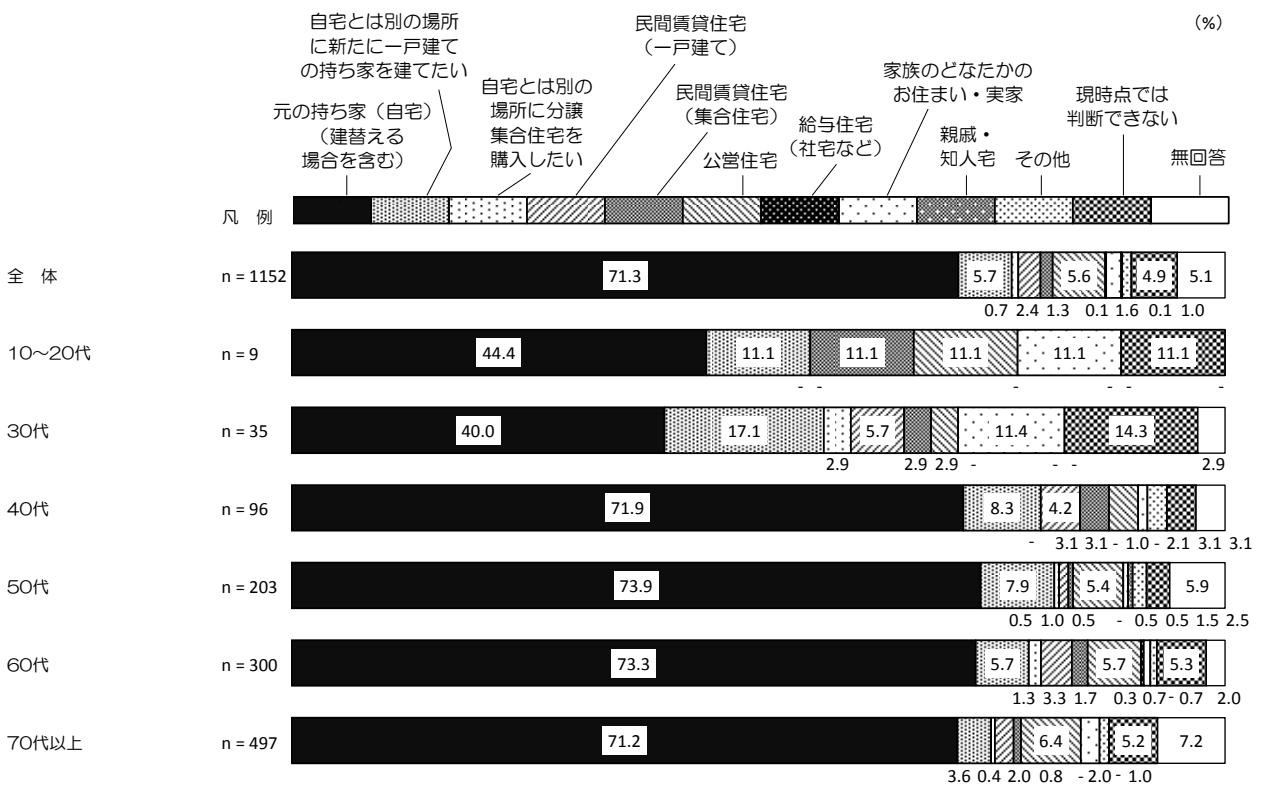 (%)
自宅とは別の場所
に新たに一戸建て
の持ち家を建てたい
元の持ち家（自宅）
（建替える
場合を含む）
自宅とは別の
場所に分譲
集合住宅を
購入したい
民間賃貸住宅
（一戸建て）
民間賃貸住宅
（集合住宅）
公営住宅
給与住宅
（社宅など）
家族のどなたかの
お住まい・実家
親戚・
知人宅
その他
現時点では
判断できない
無回答
凡 例
全 体 n = 1152 71.3 5.7 5.6 4.9 5.1
0.7 2.4 1.3 0.1 1.6 0.1 1.0
10～20代 n = 9 44.4 11.1 11.1 11.1 11.1 11.1
- - - - - -
30代 n = 35 40.0 17.1 5.7 11.4 14.3
2.9 2.9 2.9 - - - 2.9
40代 n = 96 71.9 8.3 4.2
- 3.1 3.1 - 1.0 - 2.1 3.1 3.1
50代 n = 203 73.9 7.9 5.4 5.9
0.5 1.0 0.5 - 0.5 0.5 1.5 2.5
60代 n = 300 73.3 5.7 5.7 5.3
1.3 3.3 1.7 0.3 0.7 - 0.7 2.0
70代以上 n = 497 71.2 6.4 5.2 7.2
3.6 0.4 2.0 0.8 - 2.0 - 1.0